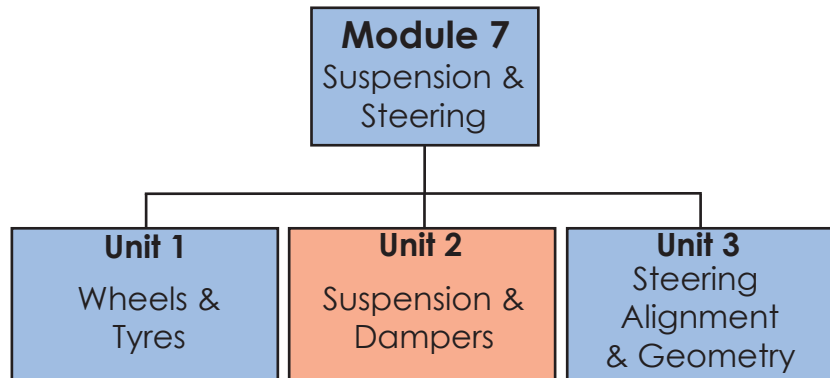 Module 7
Suspension &
Steering
Unit 1
Wheels &
Tyres
Unit 2
Suspension &
Dampers
Unit 3
Steering
Alignment
& Geometry